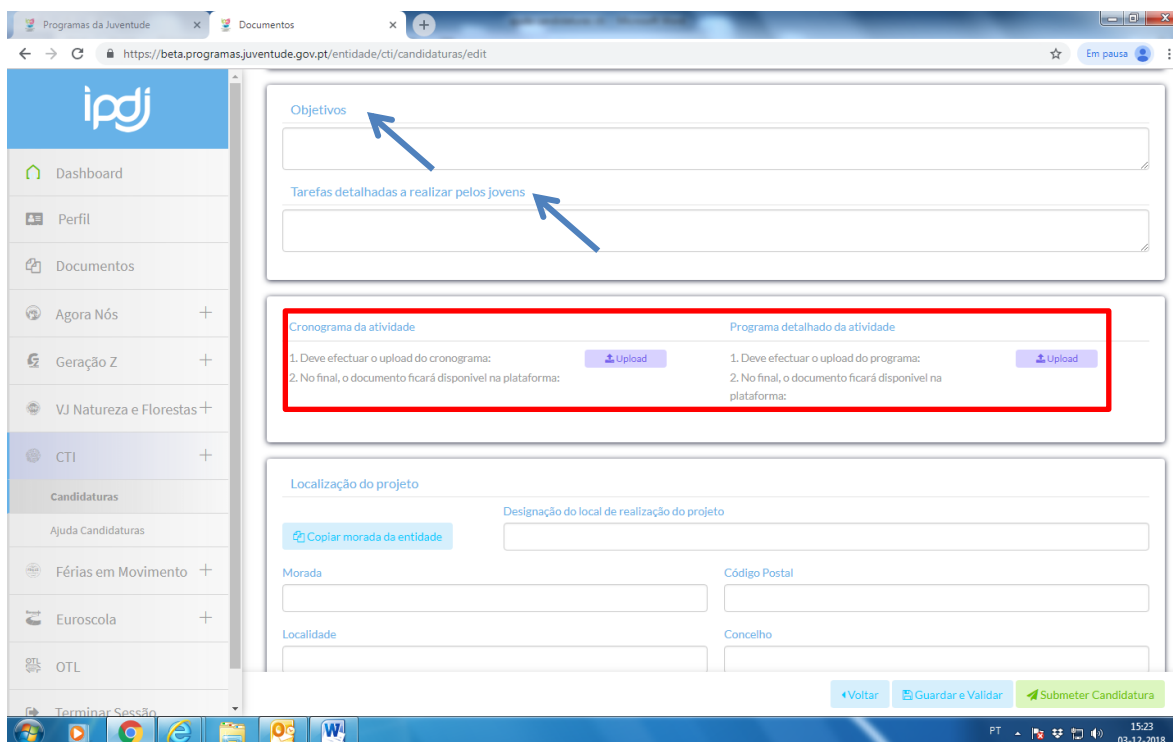 Programas da Juventude
Documentos
https://beta.programas.juventude.gov.pt/entidade/cti/candidaturas/edit
Em pausa
ipdj
Dashboard
Perfil
Documentos
Agora Nós
Geração Z
VJ Natureza e Florestas
CTI
Candidaturas
Ajuda Candidaturas
Férias em Movimento
Euroscola
OTL
Terminar Sessão
Objetivos
Tarefas detalhadas a realizar pelos jovens
Cronograma da atividade
1. Deve efectuar o upload do cronograma:
Upload
2. No final, o documento ficará disponivel na plataforma:
Programa detalhado da atividade
1. Deve efectuar o upload do programa:
Upload
2. No final, o documento ficará disponivel na
plataforma:
Localização do projeto
Designação do local de realização do projeto
Copiar morada da entidade
Morada
Código Postal
Localidade
Concelho
Voltar
Guardar e Validar
Submeter Candidatura
PT
15:23
03-12-2018